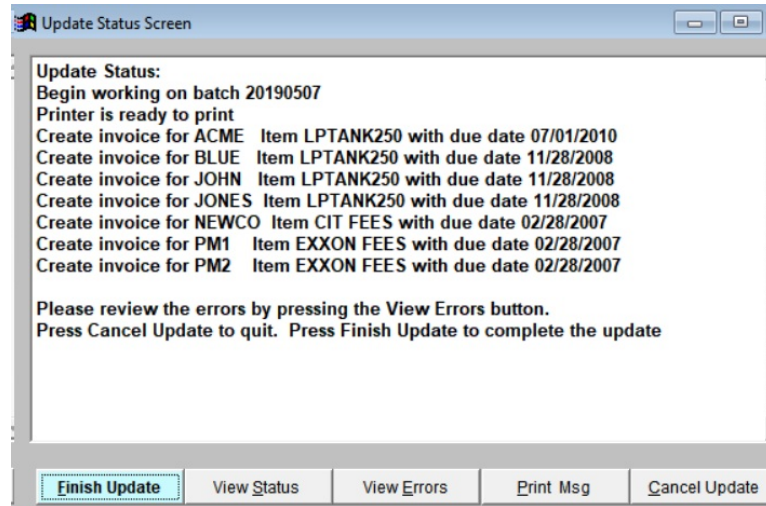 Update Status Screen
Update Status:
Begin working on batch 20190507
Printer is ready to print
Create invoice for ACME Item LPTANK250 with due date 07/01/2010
Create invoice for BLUE Item LPTANK250 with due date 11/28/2008
Create invoice for JOHN Item LPTANK250 with due date 11/28/2008
Create invoice for JONES Item LPTANK250 with due date 11/28/2008
Create invoice for NEWCO Item CIT FEES with due date 02/28/2007
Create invoice for PM1 Item EXXON FEES with due date 02/28/2007
Create invoice for PM2 Item EXXON FEES with due date 02/28/2007
Please review the errors by pressing the View Errors button.
Press Cancel Update to quit. Press Finish Update to complete the update
Finish Update View Status View Errors Print Msg Cancel Update